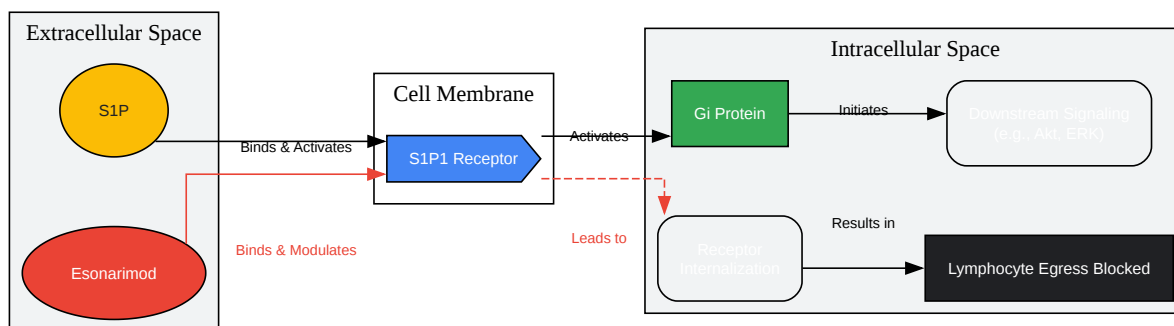 Extracellular Space
S1P
Esonarimod
Binds & Activates
Binds & Modulates
Cell Membrane
S1P1 Receptor
Activates
Leads to
Intracellular Space
Gi Protein
Initiates
Downstream Signaling
(e.g., Akt, ERK)
Receptor
Internalization
Results in
Lymphocyte Egress Blocked